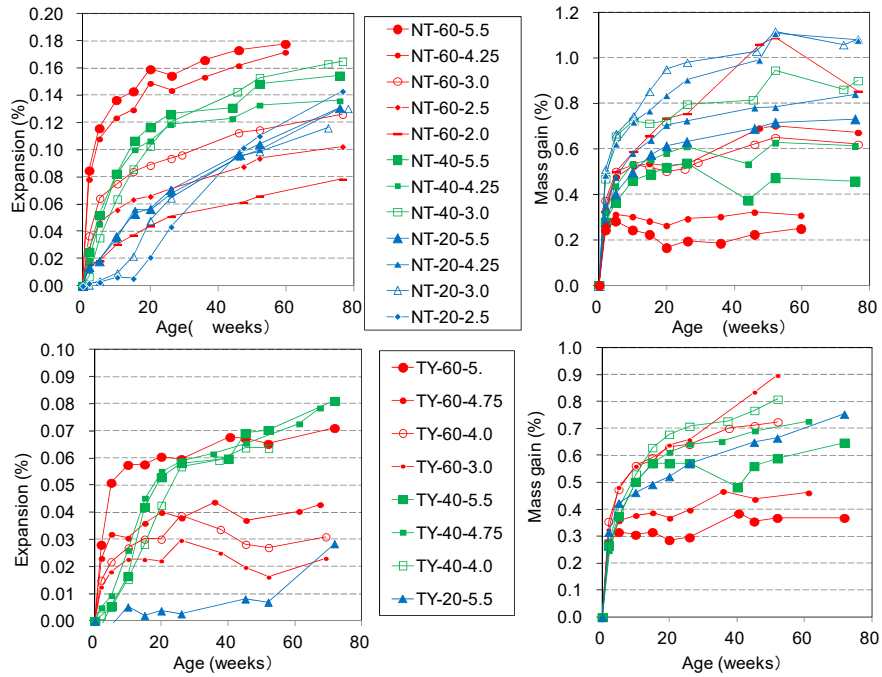 Expansion (%)
0.20
0.18
0.16
0.14
0.12
0.10
0.08
0.06
0.04
0.02
0.00
0
20
40
60
80
Age( weeks)
NT-60-5.5
NT-60-4.25
NT-60-3.0
NT-60-2.5
NT-60-2.0
NT-40-5.5
NT-40-4.25
NT-40-3.0
NT-20-5.5
NT-20-4.25
NT-20-3.0
NT-20-2.5
Mass gain (%)
1.2
1.0
0.8
0.6
0.4
0.2
0.0
0
20
40
60
80
Age (weeks)
Expansion (%)
0.10
0.09
0.08
0.07
0.06
0.05
0.04
0.03
0.02
0.01
0.00
0
20
40
60
80
Age (weeks)
TY-60-5.
TY-60-4.75
TY-60-4.0
TY-60-3.0
TY-40-5.5
TY-40-4.75
TY-40-4.0
TY-20-5.5
Mass gain (%)
1.0
0.9
0.8
0.7
0.6
0.5
0.4
0.3
0.2
0.1
0.0
0
20
40
60
80
Age (weeks)